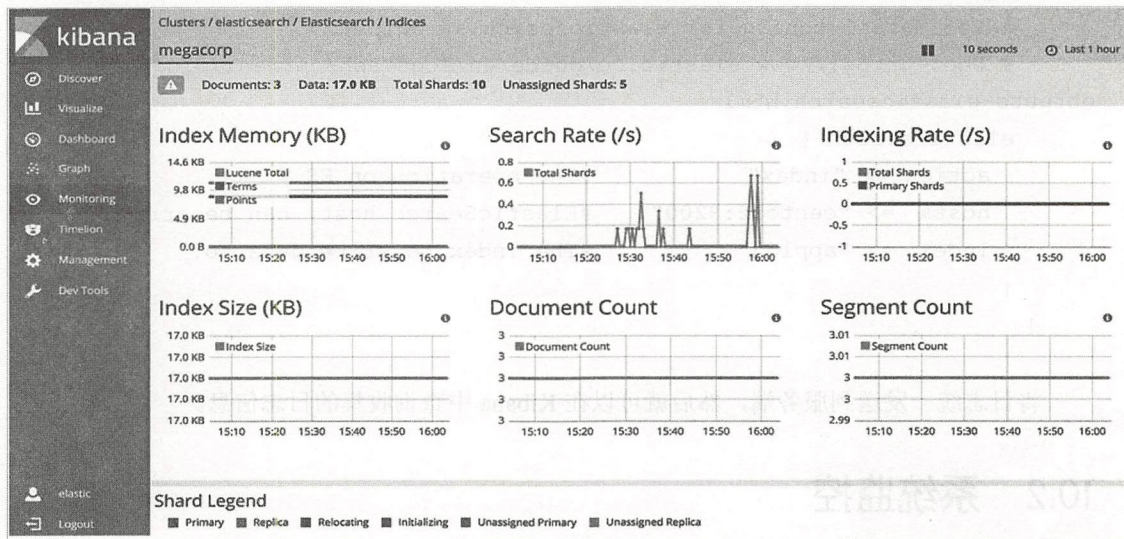 kibana
Discover
Visualize
Dashboard
Graph
Monitoring
Timelion
Management
Dev Tools
elastic
Logout
Clusters / elasticsearch / Elasticsearch / Indices
megacorp
10 seconds
Last 1 hour
Documents: 3 Data: 17.0 KB Total Shards: 10 Unassigned Shards: 5
Index Memory (KB)
14.6 KB
9.8 KB
4.9 KB
0.0 B
Lucene Total
Terms
Points
15:10 15:20 15:30 15:40 15:50 16:00
Search Rate (/s)
0.8
0.6
0.4
0.2
0
Total Shards
15:10 15:20 15:30 15:40 15:50 16:00
Indexing Rate (/s)
1
0.5
0
-0.5
-1
Total Shards
Primary Shards
15:10 15:20 15:30 15:40 15:50 16:00
Index Size (KB)
17.0 KB
17.0 KB
17.0 KB
17.0 KB
17.0 KB
Index Size
15:10 15:20 15:30 15:40 15:50 16:00
Document Count
3
3
3
3
3
Document Count
15:10 15:20 15:30 15:40 15:50 16:00
Segment Count
3.01
3.01
3
3
2.99
Segment Count
15:10 15:20 15:30 15:40 15:50 16:00
Shard Legend
Primary Replica Relocating Initializing Unassigned Primary Unassigned Replica
10.2 系统监控